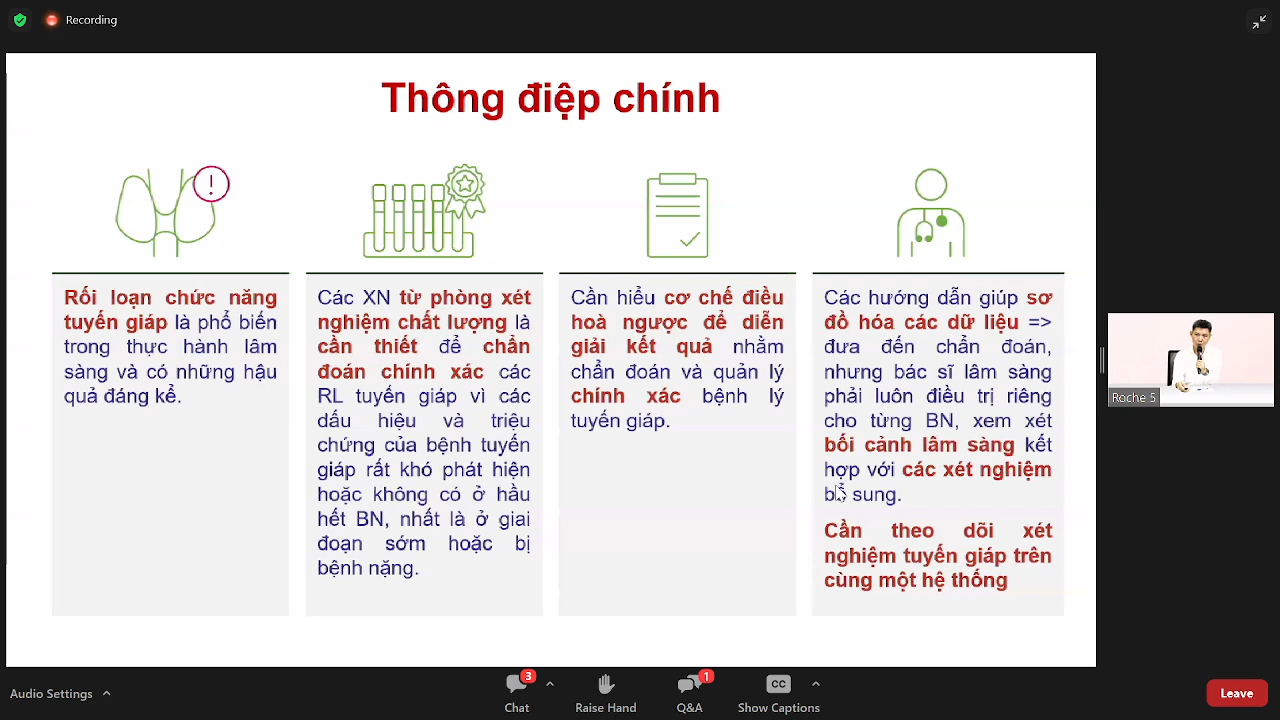 Recording
Thông điệp chính
Rối loạn chức năng
tuyến giáp là phổ biến
trong thực hành lâm
sàng và có những hậu
quả đáng kể.
Các XN từ phòng xét
nghiệm chất lượng là
cần thiết để chẩn
đoán chính xác các
RL tuyến giáp vì các
dấu hiệu và triệu
chứng của bệnh tuyến
giáp rất khó phát hiện
hoặc không có ở hầu
hết BN, nhất là ở giai
đoạn sớm hoặc bị
bệnh nặng.
Cần hiểu cơ chế điều
hoà ngược để diễn
giải kết quả nhằm
chẩn đoán và quản lý
chính xác bệnh lý
tuyến giáp.
Các hướng dẫn giúp sơ
đồ hóa các dữ liệu =>
đưa đến chẩn đoán,
nhưng bác sĩ lâm sàng
phải luôn điều trị riêng
cho từng BN, xem xét
bối cảnh lâm sàng kết
hợp với các xét nghiệm
bổ sung.
Cần theo dõi xét
nghiệm tuyến giáp trên
cùng một hệ thống
Roche 5
Audio Settings
3
Chat
Raise Hand
1
Q&A
CC
Show Captions
Leave